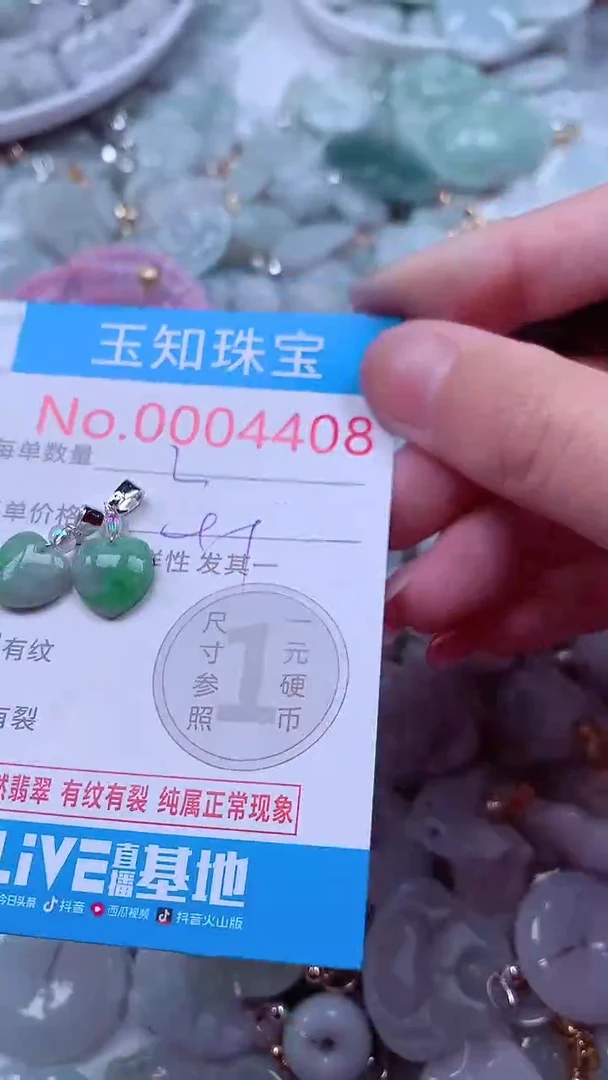 玉知珠宝
No.0004408
每单数量
单价格
样性 发其一
尺寸参照
一元硬币
1
有纹
有裂
然翡翠 有纹有裂 纯属正常现象
LiVE直播基地
今日头条 抖音 西瓜视频 抖音火山版